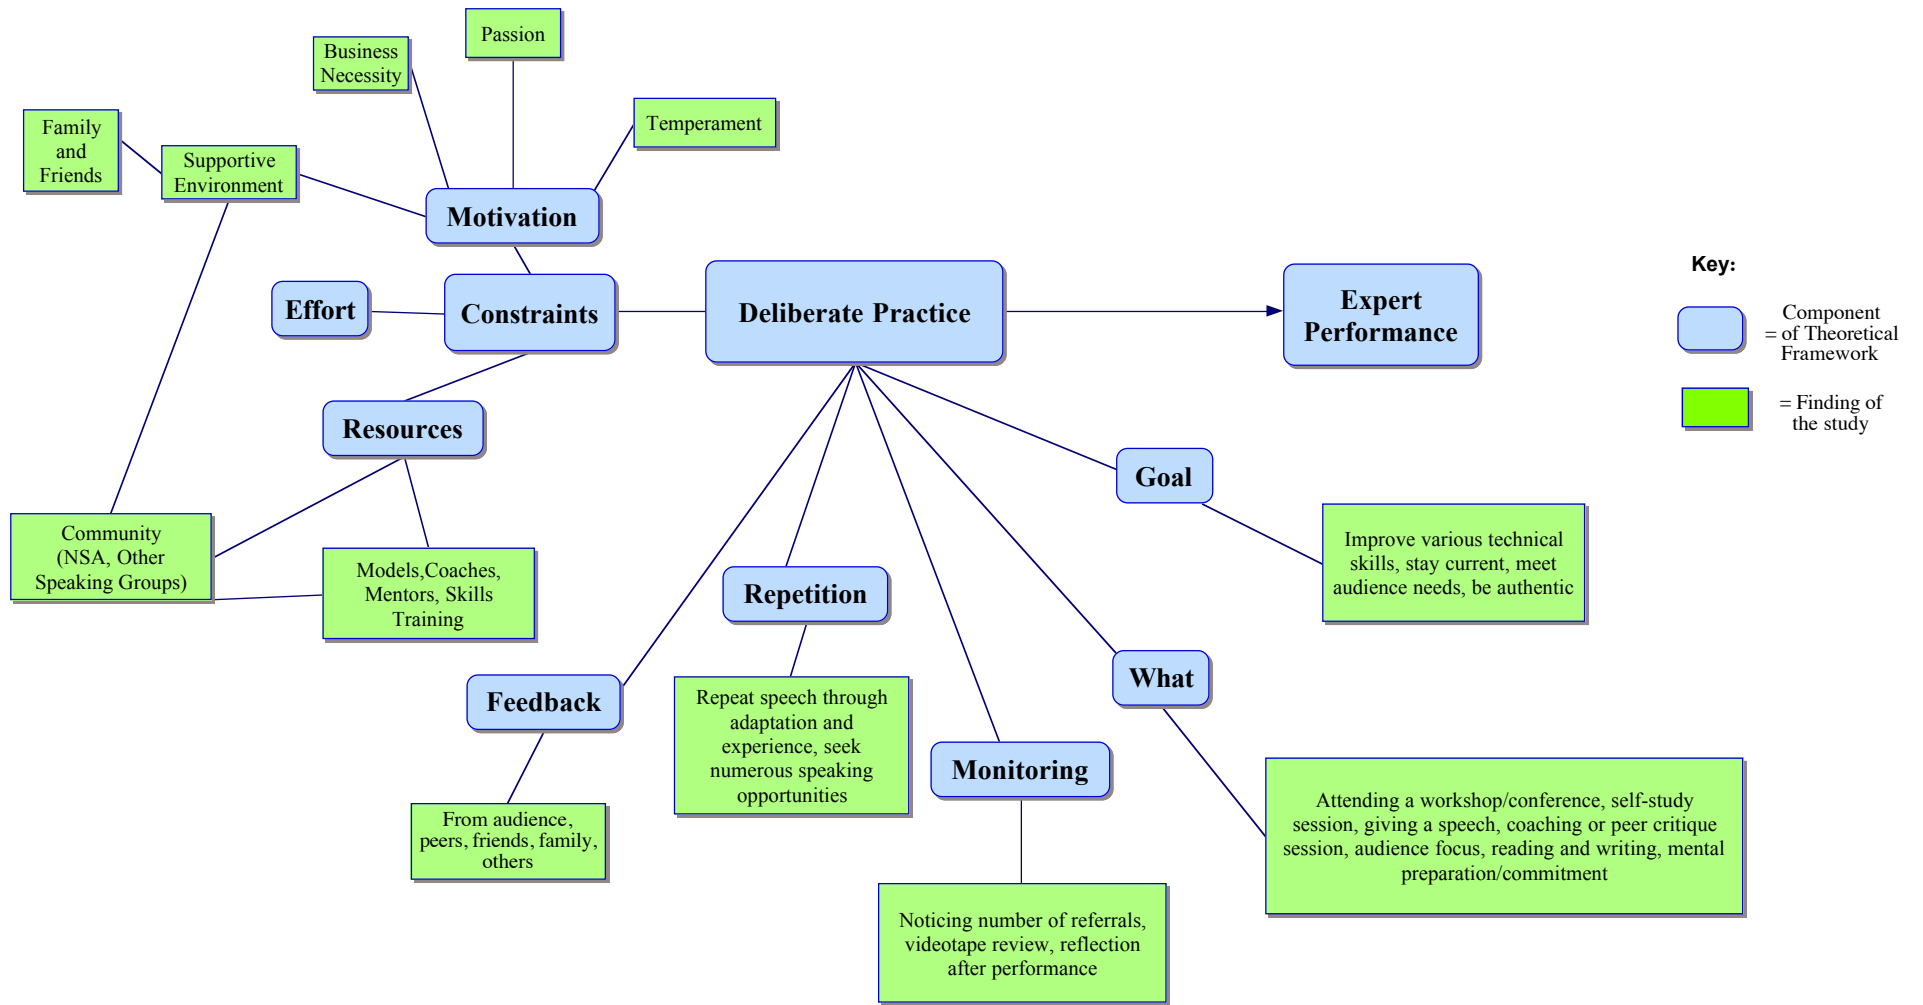 Passion
Business
Necessity
Temperament
Family
and
Friends
Supportive
Environment
Motivation
Effort
Constraints
Deliberate Practice
Expert
Performance
Key:
Component
= of Theoretical
Framework
= Finding of
the study
Resources
Goal
Community
(NSA, Other
Speaking Groups)
Models,Coaches,
Mentors, Skills
Training
Improve various technical
skills, stay current, meet
audience needs, be authentic
Repetition
What
Feedback
Repeat speech through
adaptation and
experience, seek
numerous speaking
opportunities
Monitoring
From audience,
peers, friends, family,
others
Attending a workshop/conference, self-study
session, giving a speech, coaching or peer critique
session, audience focus, reading and writing, mental
preparation/commitment
Noticing number of referrals,
videotape review, reflection
after performance